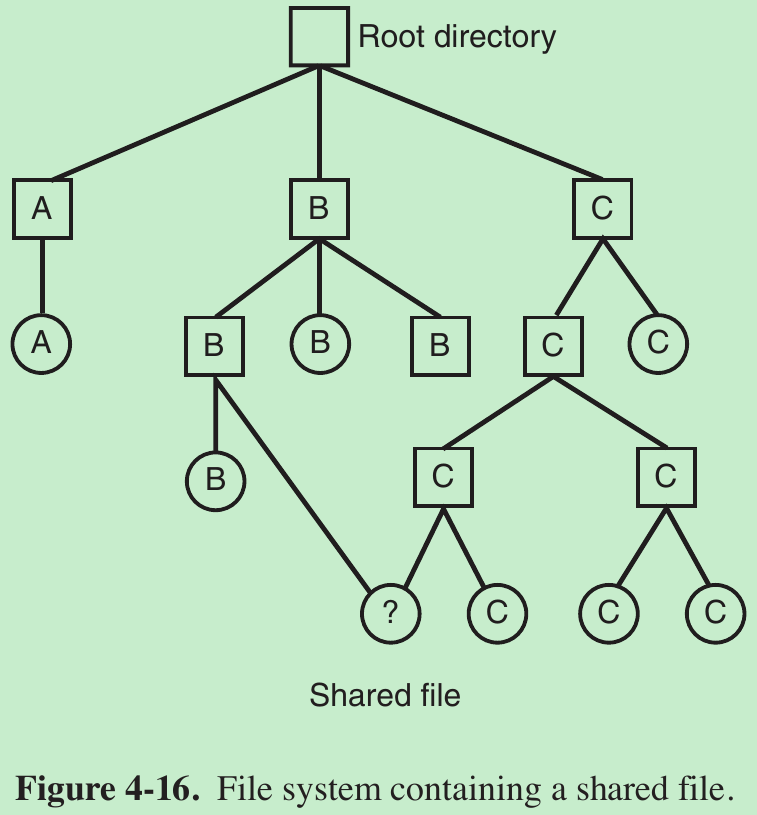 Root directory
A B C
A B B B C C
B C C
? C C C
Shared file
Figure 4-16. File system containing a shared file.